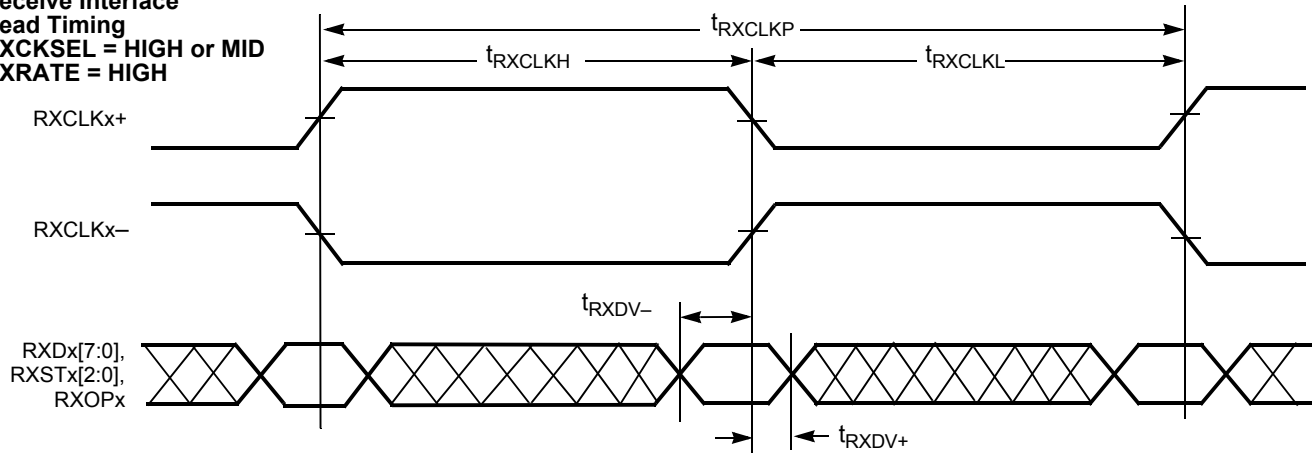 eceive Interface
ead Timing
XCKSEL = HIGH or MID
XRATE = HIGH
tRXCLKP
tRXCLKH
tRXCLKL
RXCLKx+
RXCLKx–
tRXDV–
RXDx[7:0],
RXSTx[2:0],
RXOPx
tRXDV+